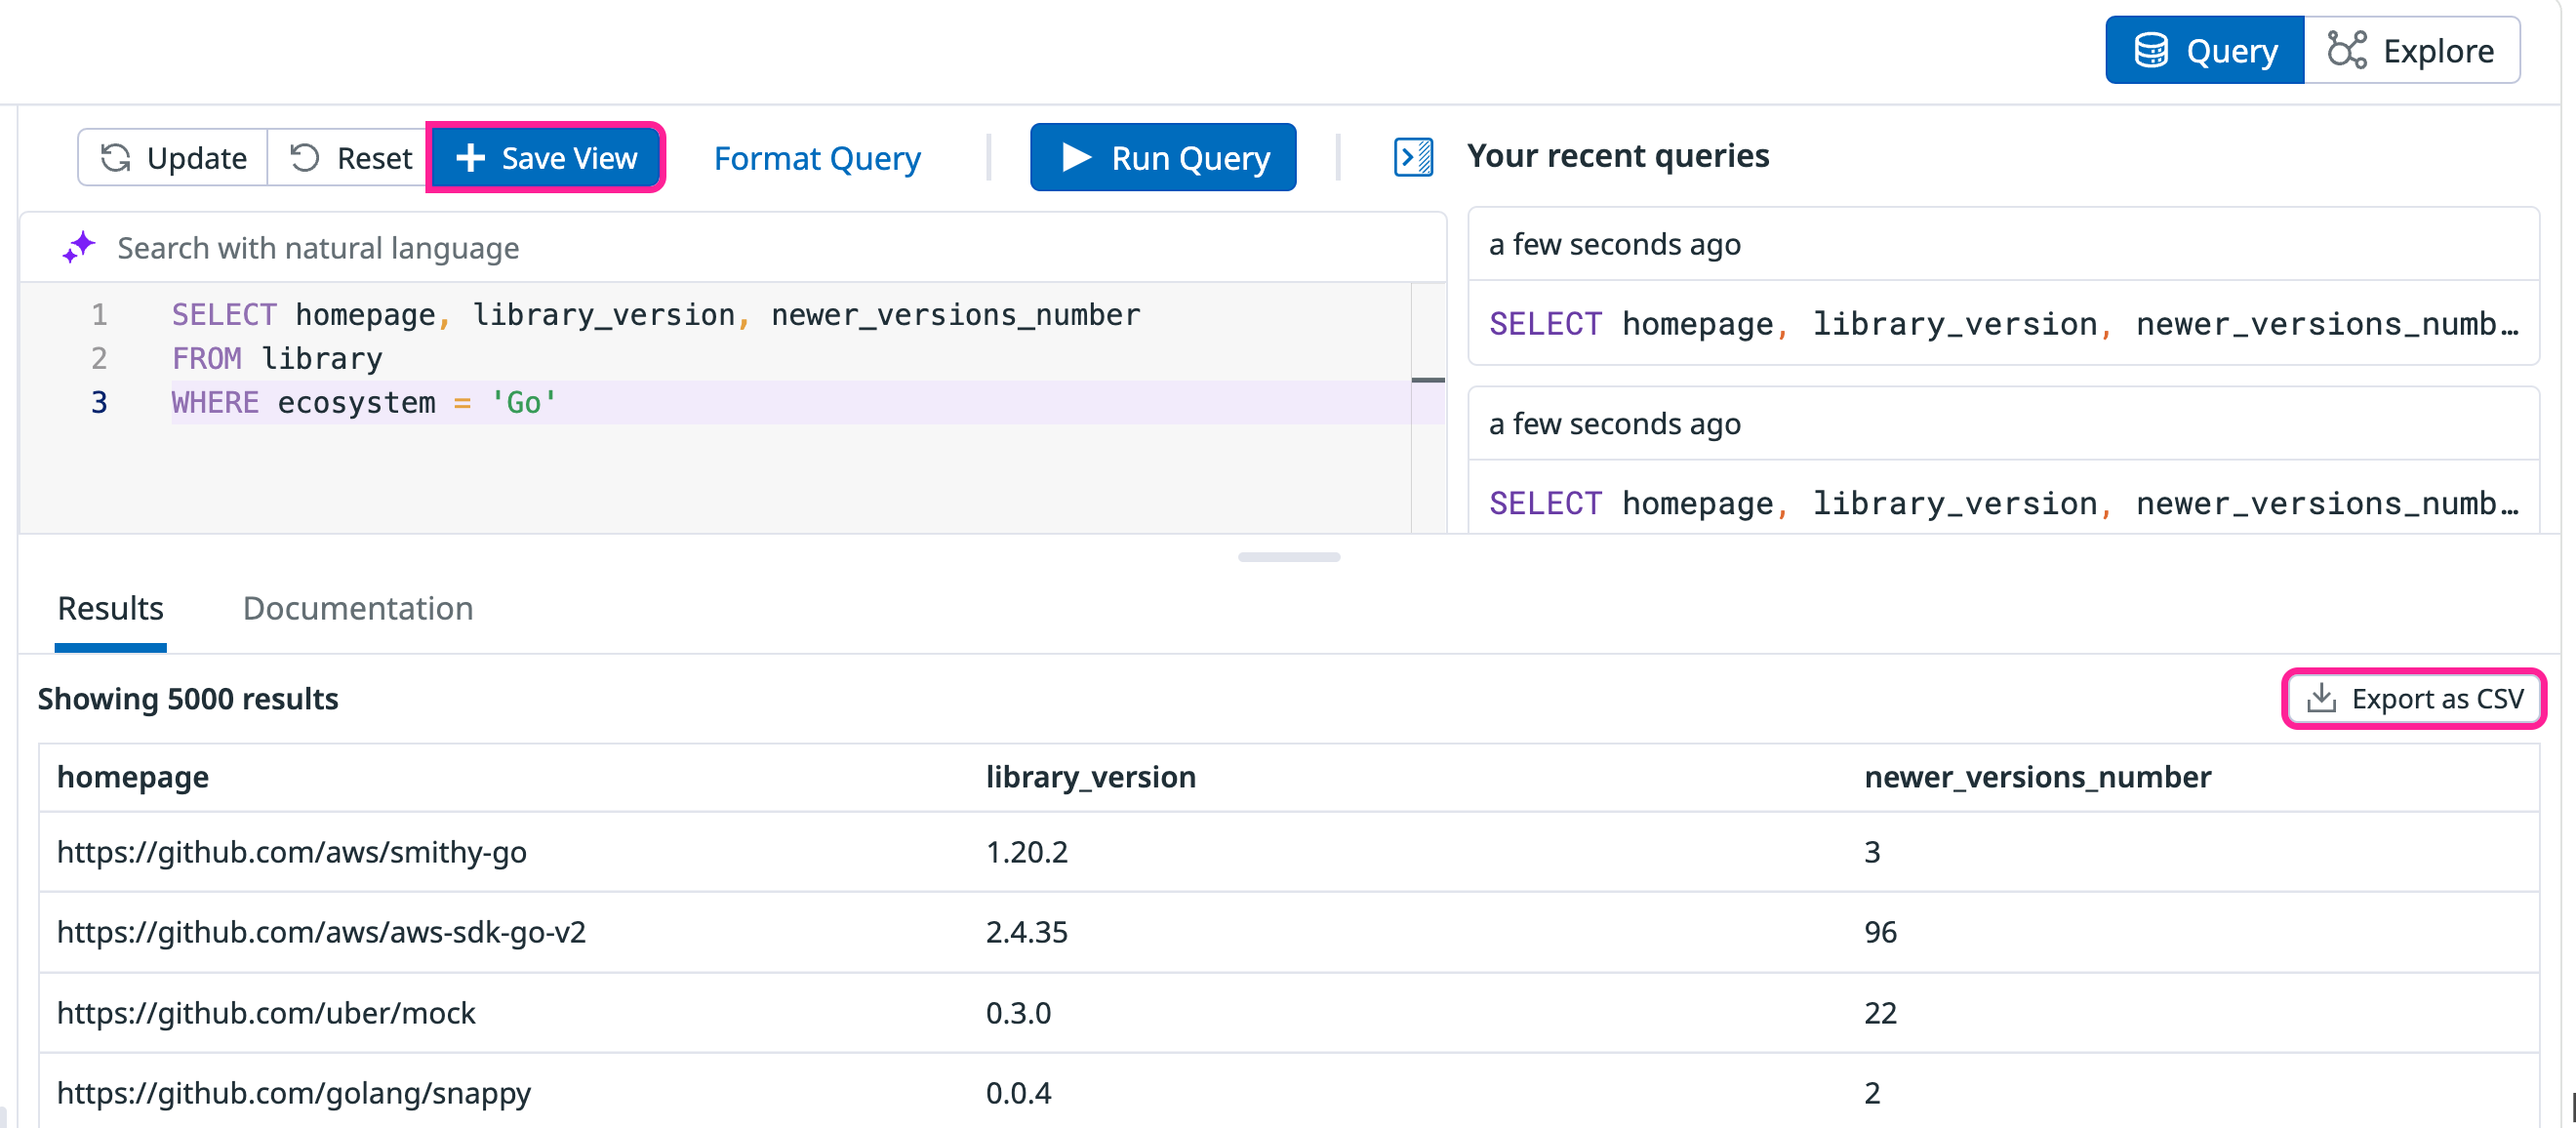 Query Explore
Update Reset Save View Format Query Run Query Your recent queries
Search with natural language
1 SELECT homepage, library_version, newer_versions_number
2 FROM library
3 WHERE ecosystem = 'Go'
a few seconds ago
SELECT homepage, library_version, newer_versions_numb…
a few seconds ago
SELECT homepage, library_version, newer_versions_numb…
Results Documentation
Showing 5000 results Export as CSV
homepage library_version newer_versions_number
https://github.com/aws/smithy-go 1.20.2 3
https://github.com/aws/aws-sdk-go-v2 2.4.35 96
https://github.com/uber/mock 0.3.0 22
https://github.com/golang/snappy 0.0.4 2